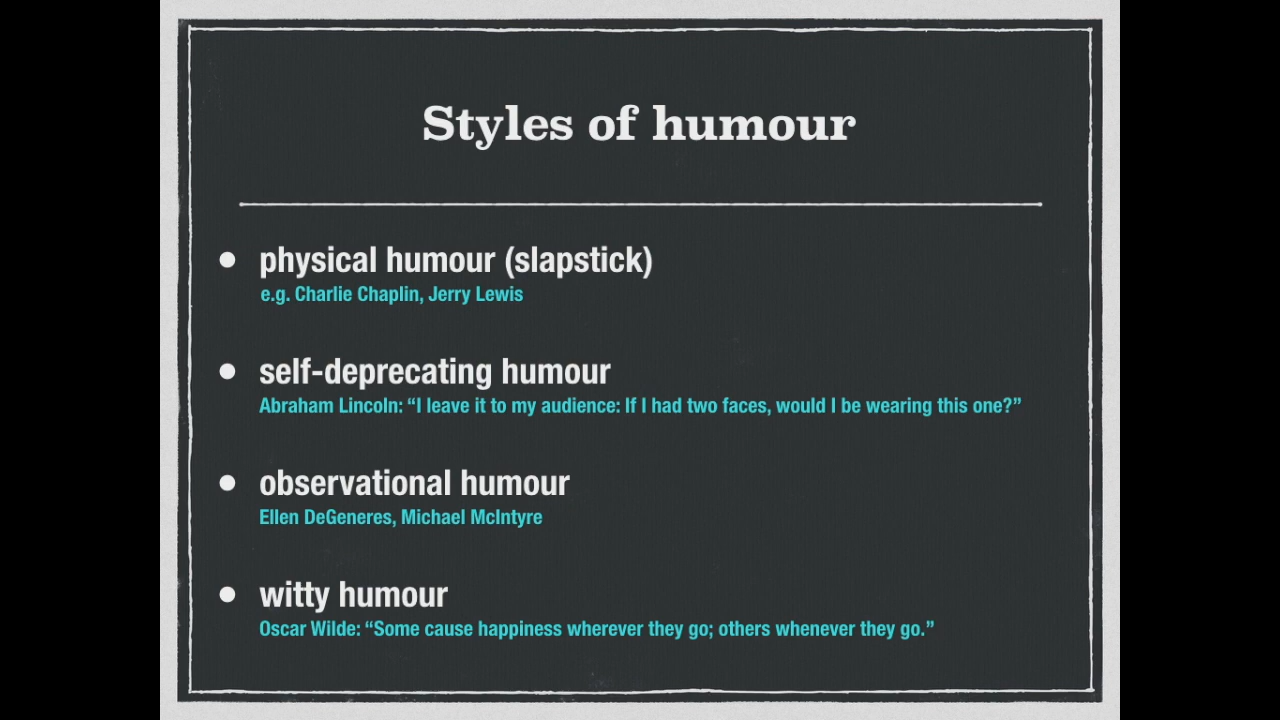 Styles of humour
• physical humour (slapstick)
e.g. Charlie Chaplin, Jerry Lewis
• self-deprecating humour
Abraham Lincoln: “I leave it to my audience: If I had two faces, would I be wearing this one?”
• observational humour
Ellen DeGeneres, Michael McIntyre
• witty humour
Oscar Wilde: “Some cause happiness wherever they go; others whenever they go.”